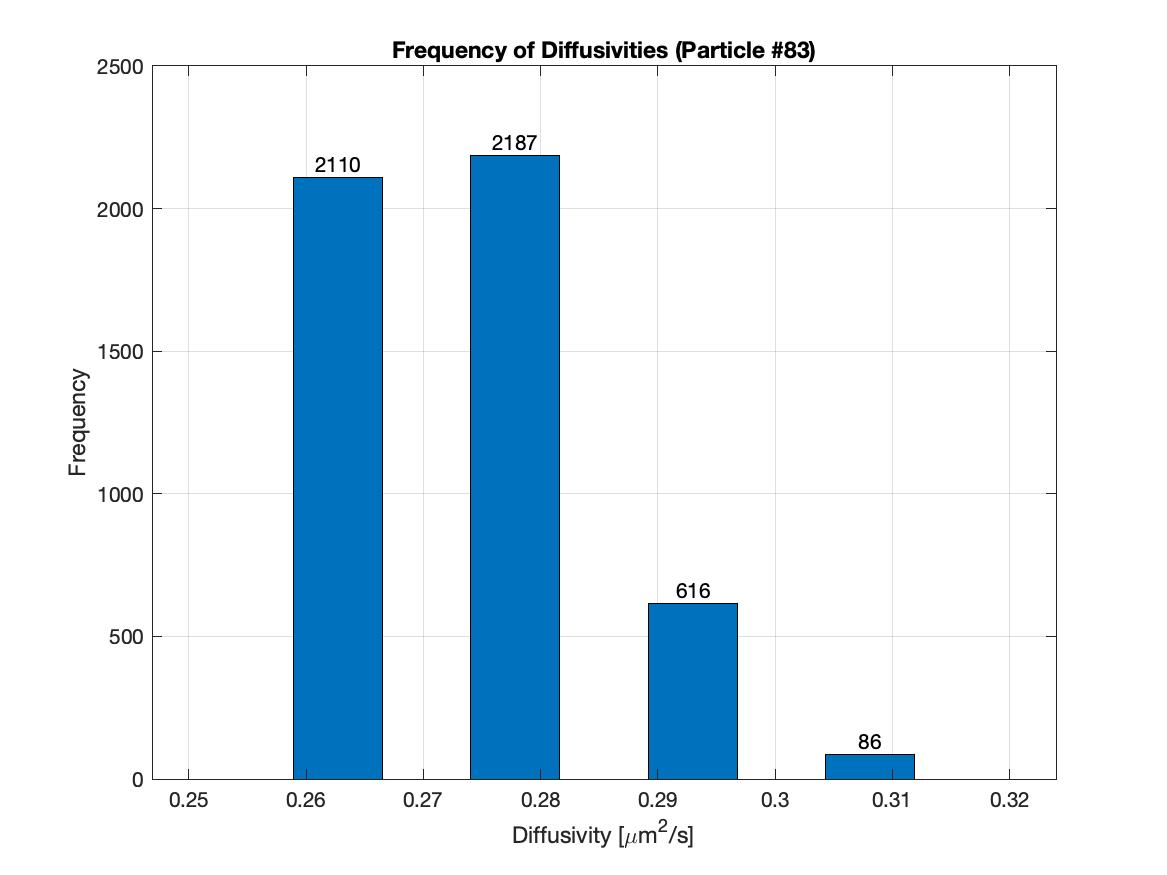 Frequency of Diffusivities (Particle #83)
2500
2000
1500
1000
500
0
Frequency
2110
2187
616
86
0.25 0.26 0.27 0.28 0.29 0.3 0.31 0.32
Diffusivity [μm²/s]